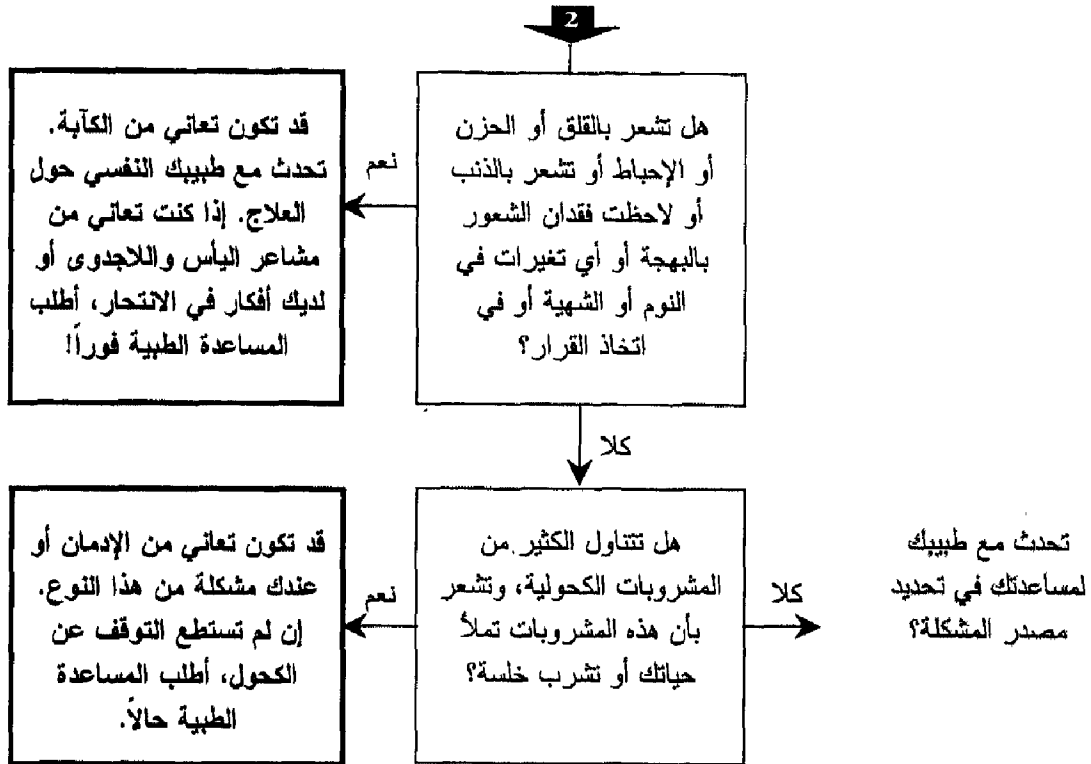 2
هل تشعر بالقلق أو الحزن
أو الإحباط أو تشعر بالذنب
أو لاحظت فقدان الشعور
بالبهجة أو أي تغيرات في
النوم أو الشهية أو في
اتخاذ القرار؟
نعم
قد تكون تعاني من الكآبة.
تحدث مع طبيبك النفسي حول
العلاج. إذا كنت تعاني من
مشاعر اليأس واللاجدوى أو
لديك أفكار في الانتحار، أطلب
المساعدة الطبية فوراً!
كلا
هل تتناول الكثير من
المشروبات الكحولية، وتشعر
بأن هذه المشروبات تملأ
حياتك أو تشرب خلسة؟
نعم
قد تكون تعاني من الإدمان أو
عندك مشكلة من هذا النوع.
إن لم تستطع التوقف عن
الكحول، أطلب المساعدة
الطبية حالاً.
كلا
تحدث مع طبيبك
لمساعدتك في تحديد
مصدر المشكلة؟